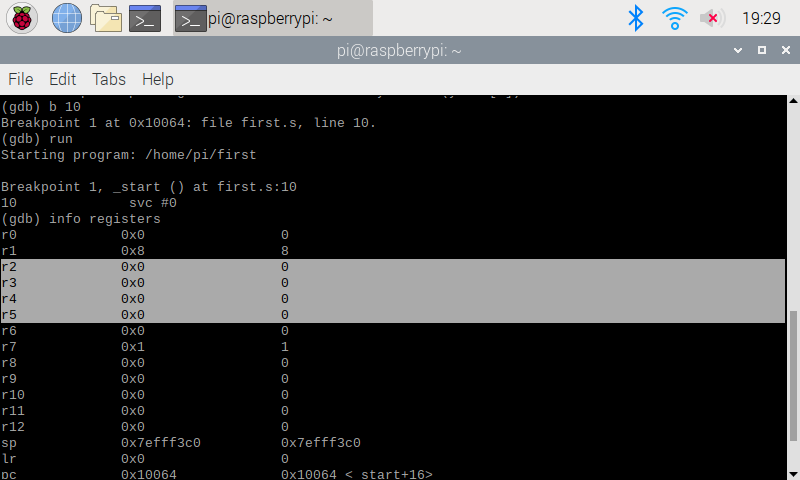 pi@raspberrypi: ~
19:29
pi@raspberrypi: ~
File Edit Tabs Help
(gdb) b 10
Breakpoint 1 at 0x10064: file first.s, line 10.
(gdb) run
Starting program: /home/pi/first
Breakpoint 1, _start () at first.s:10
10 svc #0
(gdb) info registers
r0 0x0 0
r1 0x8 8
r2 0x0 0
r3 0x0 0
r4 0x0 0
r5 0x0 0
r6 0x0 0
r7 0x1 1
r8 0x0 0
r9 0x0 0
r10 0x0 0
r11 0x0 0
r12 0x0 0
sp 0x7efff3c0 0x7efff3c0
lr 0x0 0
pc 0x10064 0x10064 <_start+16>